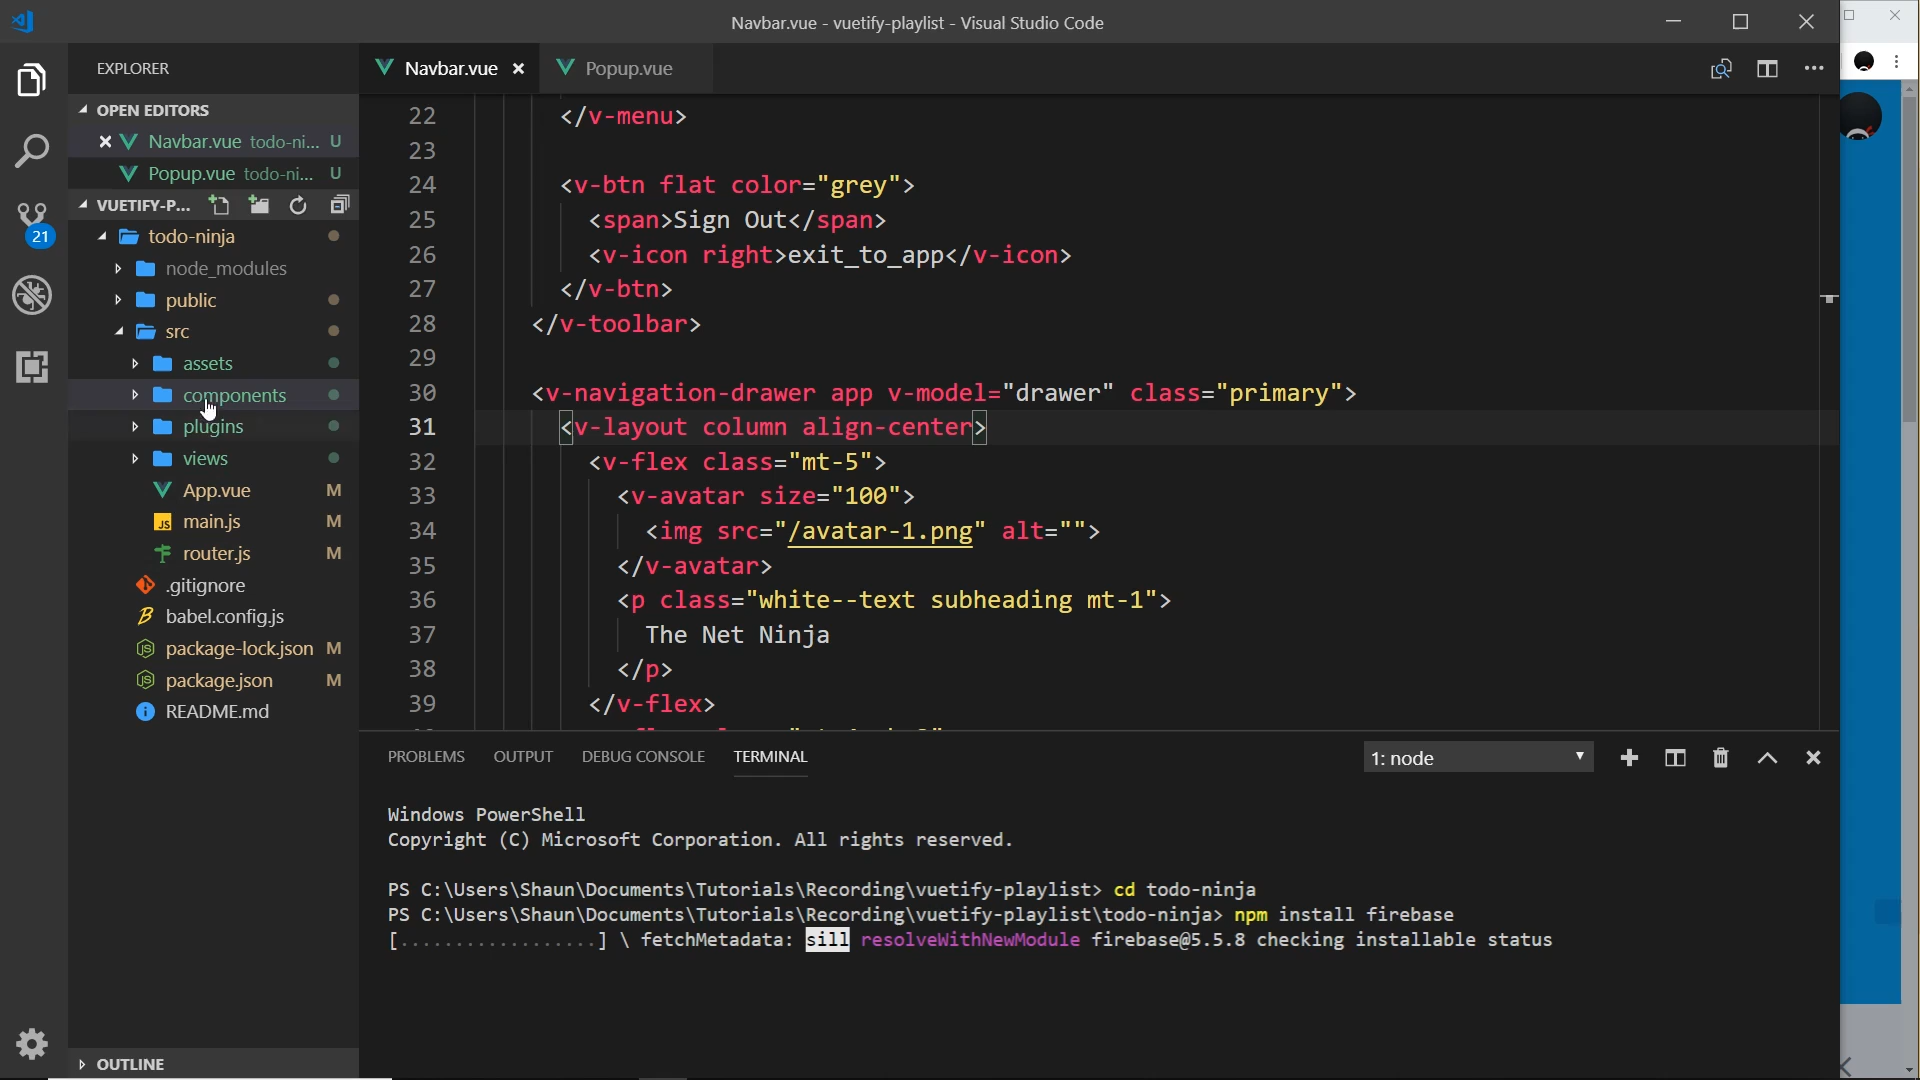 Navbar.vue - vuetify-playlist - Visual Studio Code
EXPLORER
OPEN EDITORS
Navbar.vue todo-ni... U
Popup.vue todo-ni... U
VUETIFY-P...
todo-ninja
node_modules
public
src
assets
components
plugins
views
App.vue M
main.js M
router.js M
.gitignore
babel.config.js
package-lock.json M
package.json M
README.md
OUTLINE
21
Navbar.vue
Popup.vue
22 </v-menu>
23
24 <v-btn flat color="grey">
25 <span>Sign Out</span>
26 <v-icon right>exit_to_app</v-icon>
27 </v-btn>
28 </v-toolbar>
29
30 <v-navigation-drawer app v-model="drawer" class="primary">
31 <v-layout column align-center>
32 <v-flex class="mt-5">
33 <v-avatar size="100">
34 <img src="/avatar-1.png" alt="">
35 </v-avatar>
36 <p class="white--text subheading mt-1">
37 The Net Ninja
38 </p>
39 </v-flex>
PROBLEMS OUTPUT DEBUG CONSOLE TERMINAL
1: node
Windows PowerShell
Copyright (C) Microsoft Corporation. All rights reserved.
PS C:\Users\Shaun\Documents\Tutorials\Recording\vuetify-playlist> cd todo-ninja
PS C:\Users\Shaun\Documents\Tutorials\Recording\vuetify-playlist\todo-ninja> npm install firebase
[..................] \ fetchMetadata: sill resolveWithNewModule firebase@5.5.8 checking installable status